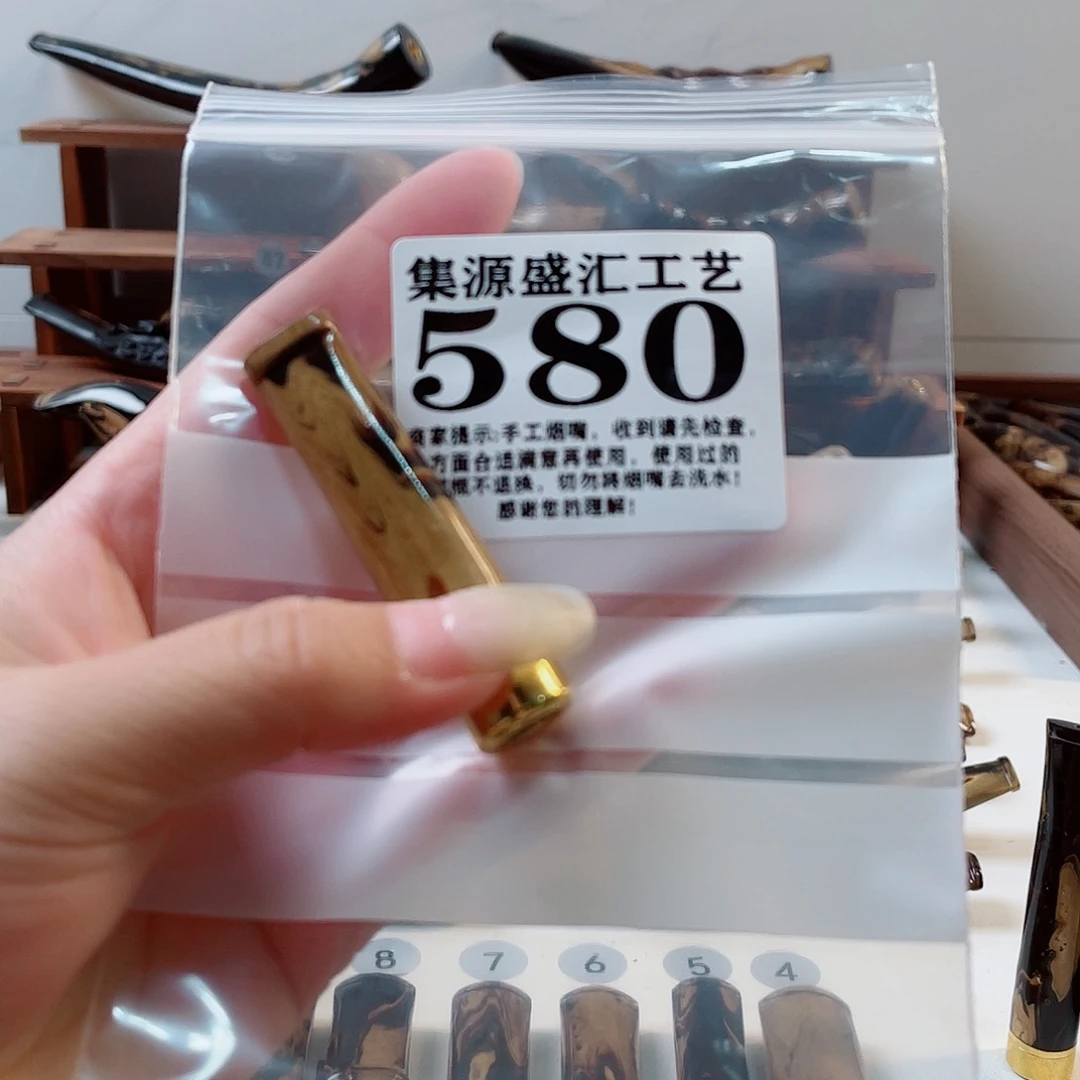 集源盛汇工艺
580
商家提示:手工烟嘴，收到请先检查，
方面合适满意再使用，使用过的
概不退换，切勿将烟嘴去洗水！
感谢您的理解！
8 7 6 5 4